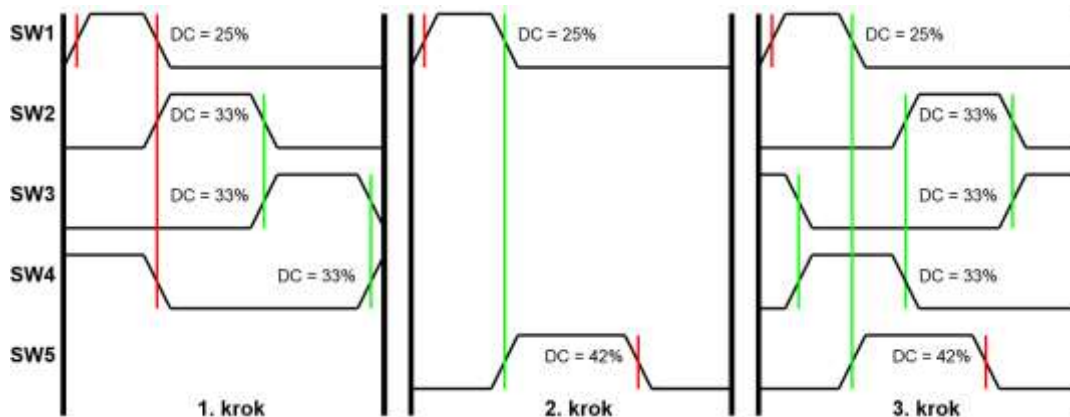 SW1 DC = 25% DC = 25% DC = 25%
SW2 DC = 33% DC = 33%
SW3 DC = 33% DC = 33%
SW4 DC = 33% DC = 33%
SW5 DC = 42% DC = 42%
1. krok 2. krok 3. krok